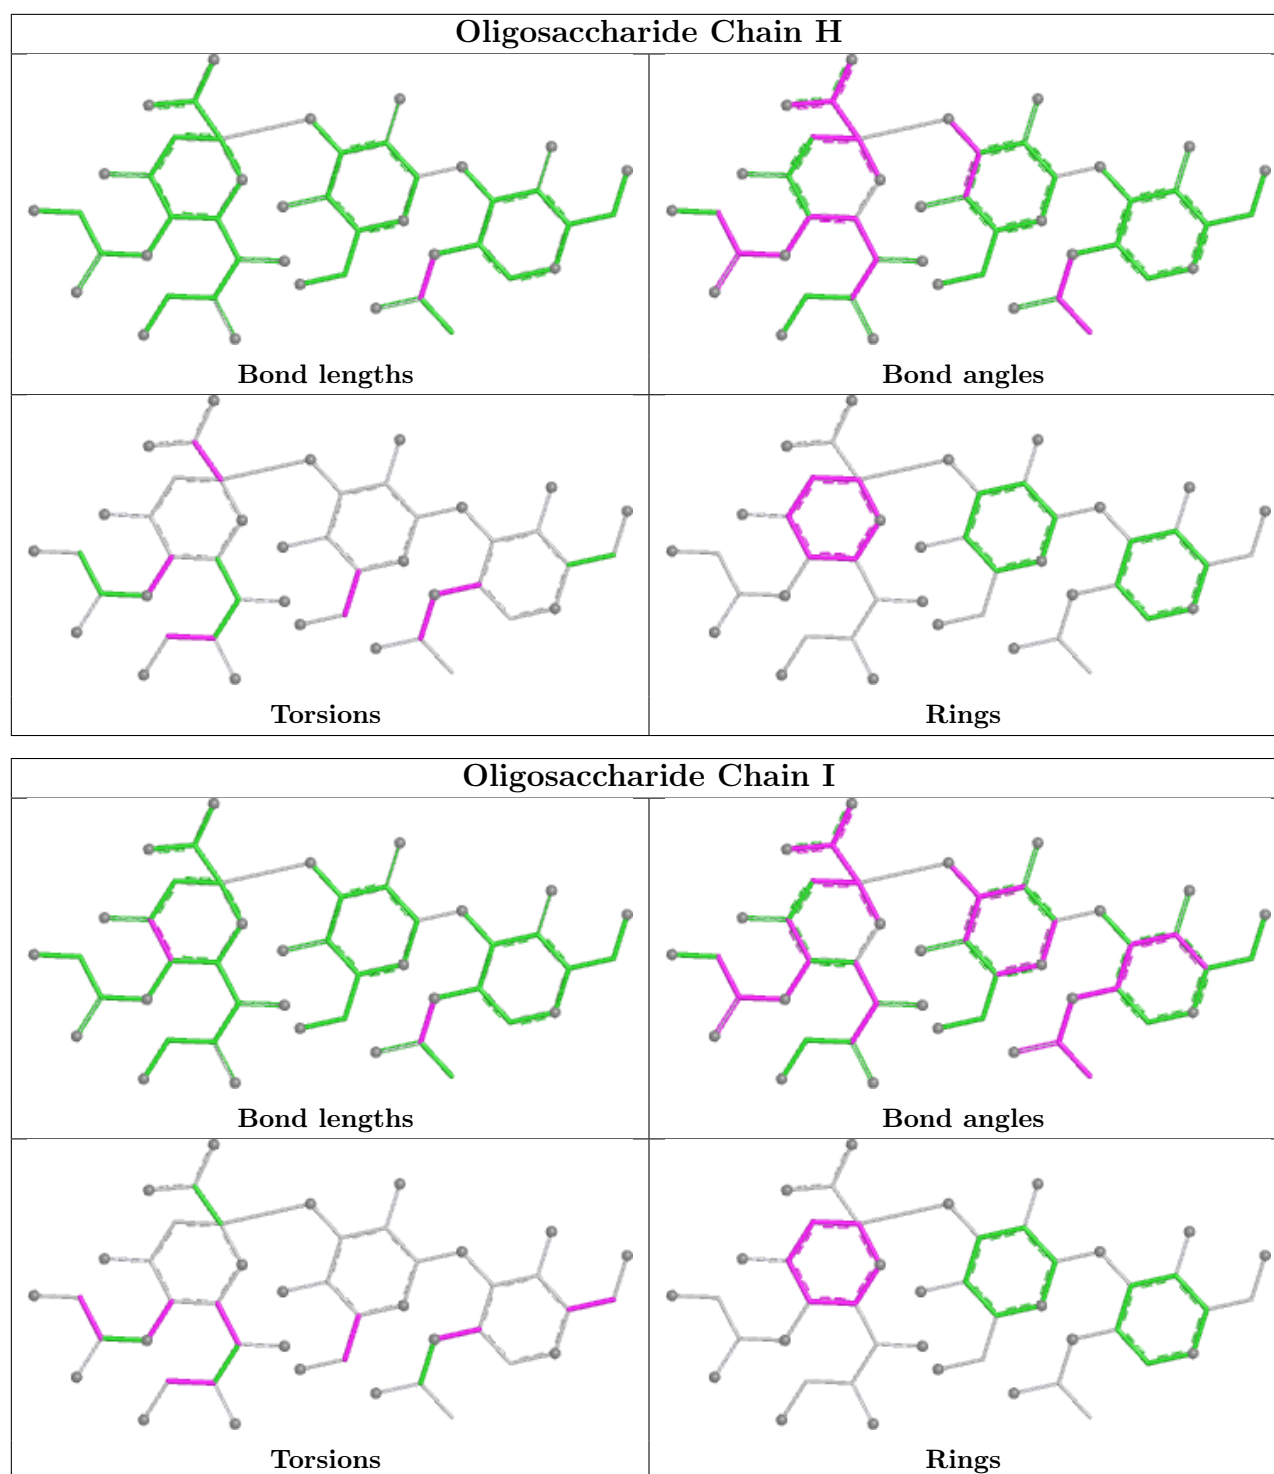 Oligosaccharide Chain H
Bond lengths
Bond angles
Torsions
Rings
Oligosaccharide Chain I
Bond lengths
Bond angles
Torsions
Rings